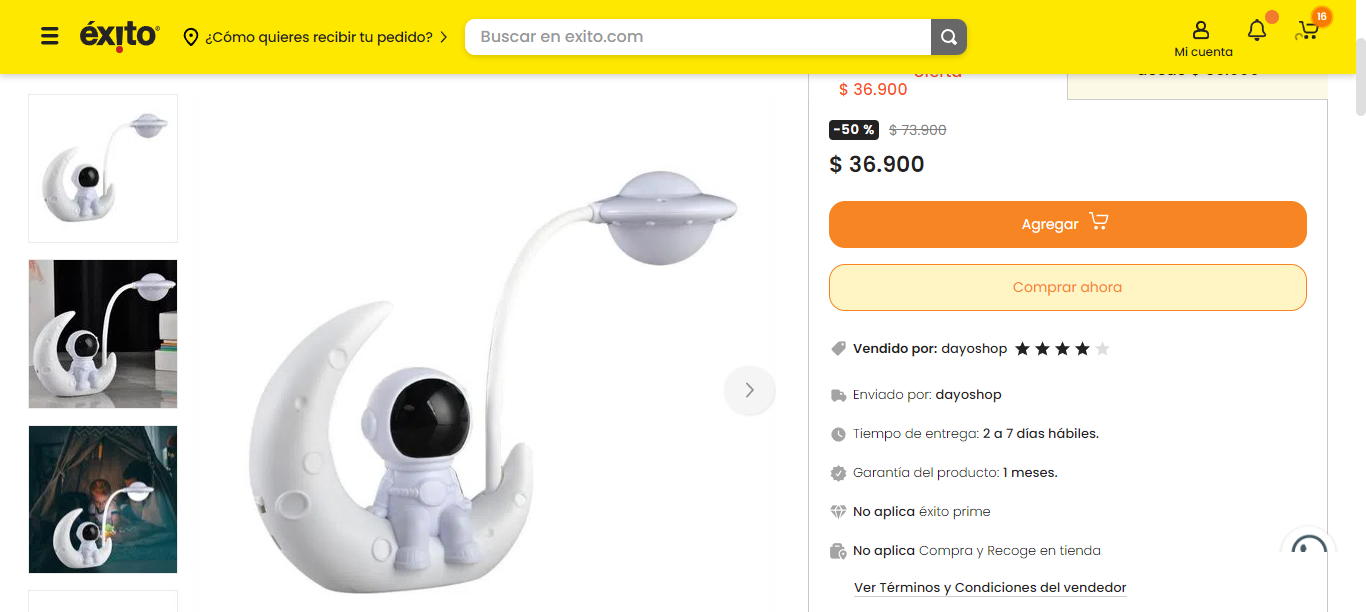 éxito
¿Cómo quieres recibir tu pedido?
Buscar en exito.com
Mi cuenta
16
$ 36.900
-50 % $ 73.900
$ 36.900
Agregar
Comprar ahora
Vendido por: dayoshop
Enviado por: dayoshop
Tiempo de entrega: 2 a 7 días hábiles.
Garantía del producto: 1 meses.
No aplica éxito prime
No aplica Compra y Recoge en tienda
Ver Términos y Condiciones del vendedor